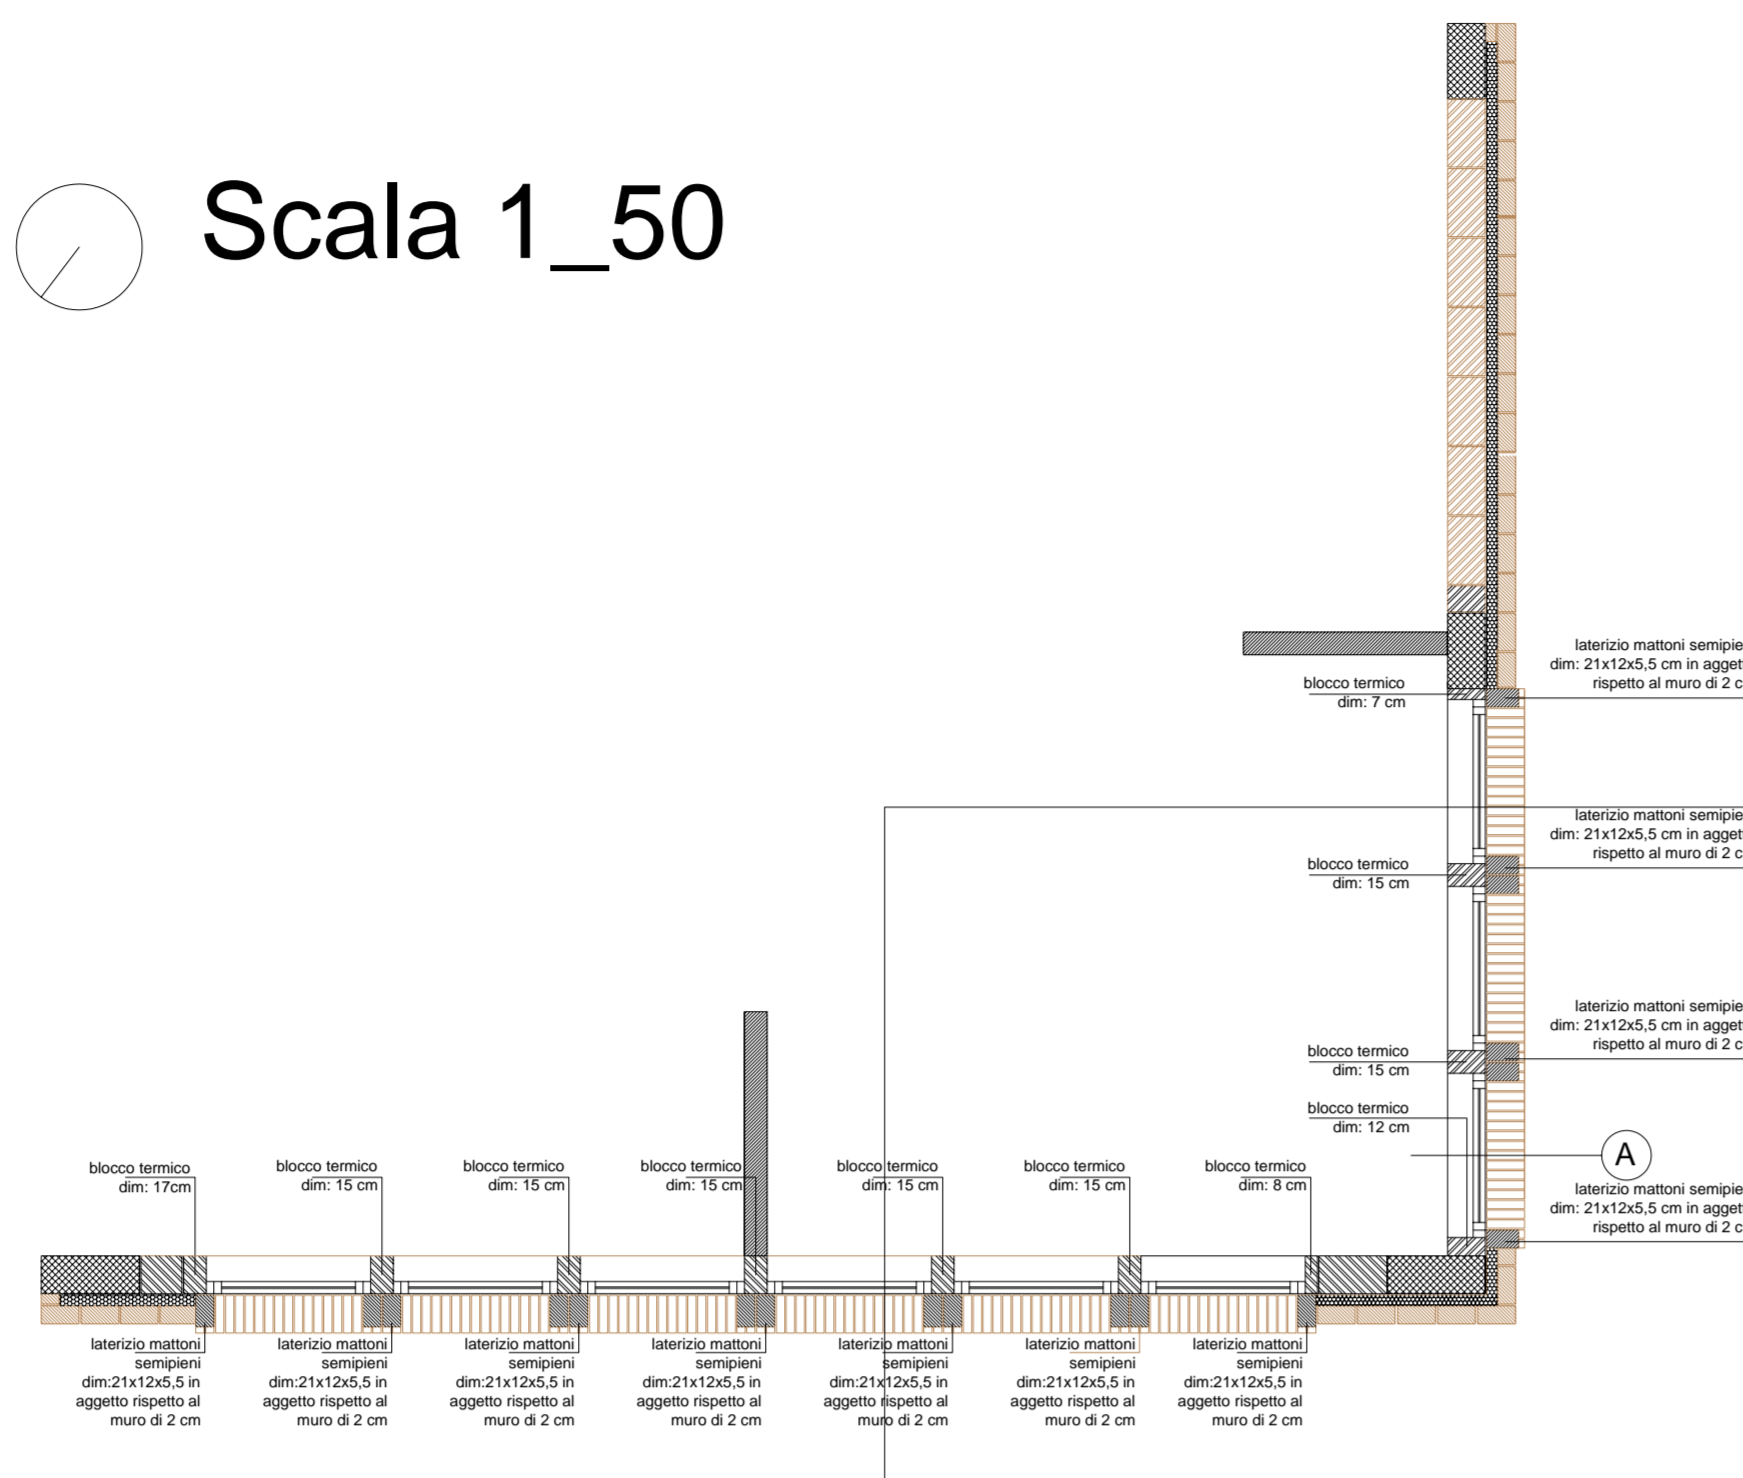 Scala 1_50
laterizio mattoni semipie
dim: 21x12x5,5 cm in aggett
rispetto al muro di 2 c
blocco termico
dim: 7 cm
laterizio mattoni semipie
dim: 21x12x5,5 cm in aggett
rispetto al muro di 2 c
blocco termico
dim: 15 cm
laterizio mattoni semipie
dim: 21x12x5,5 cm in aggett
rispetto al muro di 2 c
blocco termico
dim: 15 cm
blocco termico
dim: 12 cm
A
laterizio mattoni semipie
dim: 21x12x5,5 cm in aggett
rispetto al muro di 2 c
blocco termico
dim: 17cm
blocco termico
dim: 15 cm
blocco termico
dim: 15 cm
blocco termico
dim: 15 cm
blocco termico
dim: 15 cm
blocco termico
dim: 15 cm
blocco termico
dim: 8 cm
laterizio mattoni
semipieni
dim:21x12x5,5 in
aggetto rispetto al
muro di 2 cm
laterizio mattoni
semipieni
dim:21x12x5,5 in
aggetto rispetto al
muro di 2 cm
laterizio mattoni
semipieni
dim:21x12x5,5 in
aggetto rispetto al
muro di 2 cm
laterizio mattoni
semipieni
dim:21x12x5,5 in
aggetto rispetto al
muro di 2 cm
laterizio mattoni
semipieni
dim:21x12x5,5 in
aggetto rispetto al
muro di 2 cm
laterizio mattoni
semipieni
dim:21x12x5,5 in
aggetto rispetto al
muro di 2 cm
laterizio mattoni
semipieni
dim:21x12x5,5 in
aggetto rispetto al
muro di 2 cm